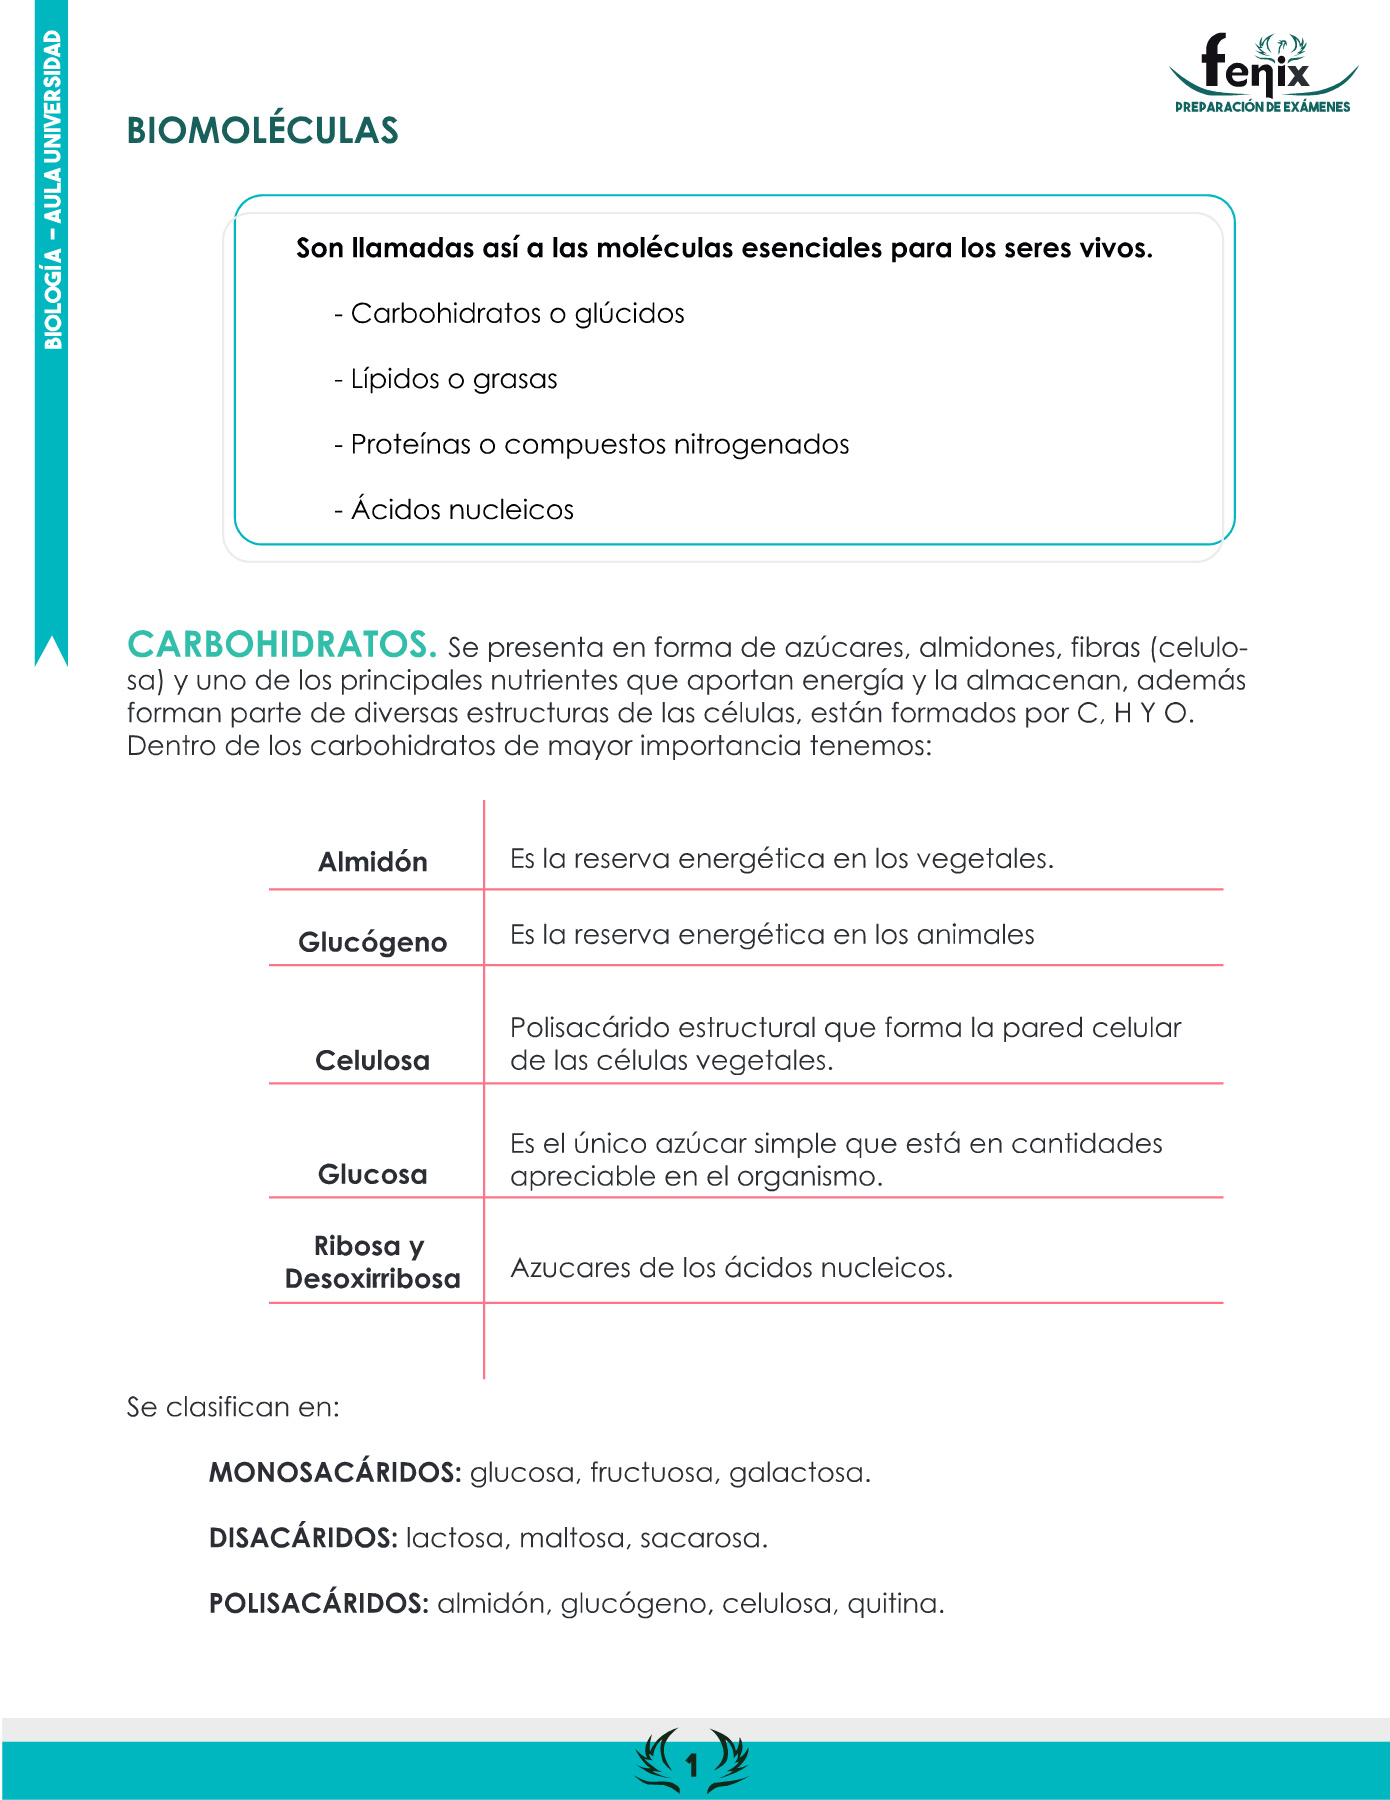 BIOLOGÍA – AULA UNIVERSIDAD
fenix
PREPARACIÓN DE EXÁMENES
BIOMOLÉCULAS
Son llamadas así a las moléculas esenciales para los seres vivos.
- Carbohidratos o glúcidos
- Lípidos o grasas
- Proteínas o compuestos nitrogenados
- Ácidos nucleicos
CARBOHIDRATOS. Se presenta en forma de azúcares, almidones, fibras (celulo-
sa) y uno de los principales nutrientes que aportan energía y la almacenan, además
forman parte de diversas estructuras de las células, están formados por C, H Y O.
Dentro de los carbohidratos de mayor importancia tenemos:
Almidón
Es la reserva energética en los vegetales.
Glucógeno
Es la reserva energética en los animales
Celulosa
Polisacárido estructural que forma la pared celular
de las células vegetales.
Glucosa
Es el único azúcar simple que está en cantidades
apreciable en el organismo.
Ribosa y
Desoxirribosa
Azucares de los ácidos nucleicos.
Se clasifican en:
MONOSACÁRIDOS: glucosa, fructuosa, galactosa.
DISACÁRIDOS: lactosa, maltosa, sacarosa.
POLISACÁRIDOS: almidón, glucógeno, celulosa, quitina.
1